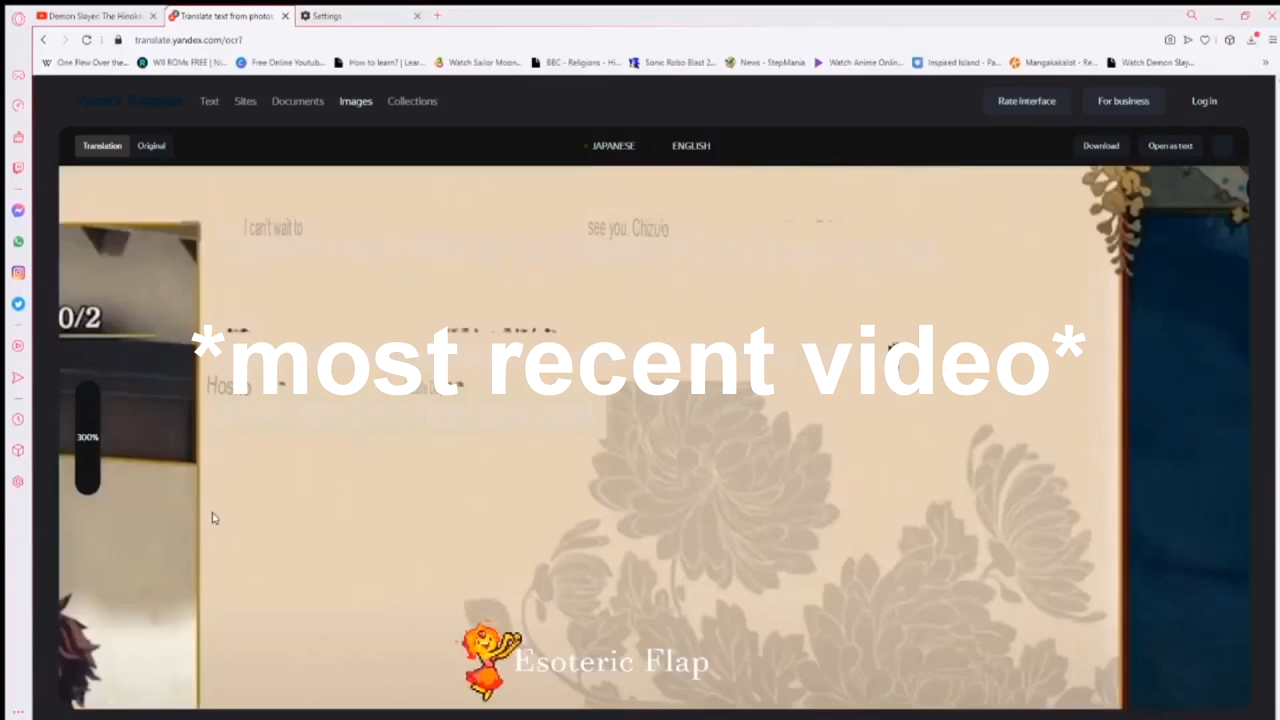 Demon Slayer: The Hinok
Translate text from photos
Settings
translate.yandex.com/ocr?
One Flew Over the...
WII ROMs FREE | Ni...
Free Online Youtub...
How to learn? | Lear...
Watch Sailor Moon...
BBC - Religions - Hi...
Sonic Robo Blast 2...
News - StepMania
Watch Anime Onlin...
Inspired Island - Pa...
Mangakakalot - Re...
Watch Demon Slay...
Text
Sites
Documents
Images
Collections
Rate interface
For business
Log in
Translation
Original
JAPANESE
ENGLISH
Download
Open as text
I can't wait to
see you. Chizu'o
0/2
*most recent video*
300%
Esoteric Flap